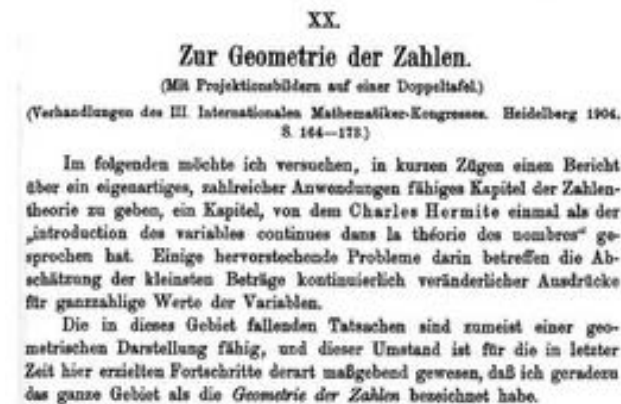 XX.
Zur Geometrie der Zahlen.
(Mit Projektionsbildern auf einer Doppeltafel.)
(Verhandlungen des III. Internationalen Mathematiker-Kongresses. Heidelberg 1904.
S. 164—173.)
Im folgenden möchte ich versuchen, in kurzen Zügen einen Bericht
über ein eigenartiges, zahlreicher Anwendungen fähiges Kapitel der Zahlen-
theorie zu geben, ein Kapitel, von dem Charles Hermite einmal als der
„introduction des variables continues dans la théorie des nombres“ ge-
sprochen hat. Einige hervorstechende Probleme darin betreffen die Ab-
schätzung der kleinsten Beträge kontinuierlich veränderlicher Ausdrücke
für ganzzahlige Werte der Variablen.
Die in dieses Gebiet fallenden Tatsachen sind zumeist einer geo-
metrischen Darstellung fähig, und dieser Umstand ist für die in letzter
Zeit hier erzielten Fortschritte derart maßgebend gewesen, daß ich geradezu
das ganze Gebiet als die Geometrie der Zahlen bezeichnet habe.